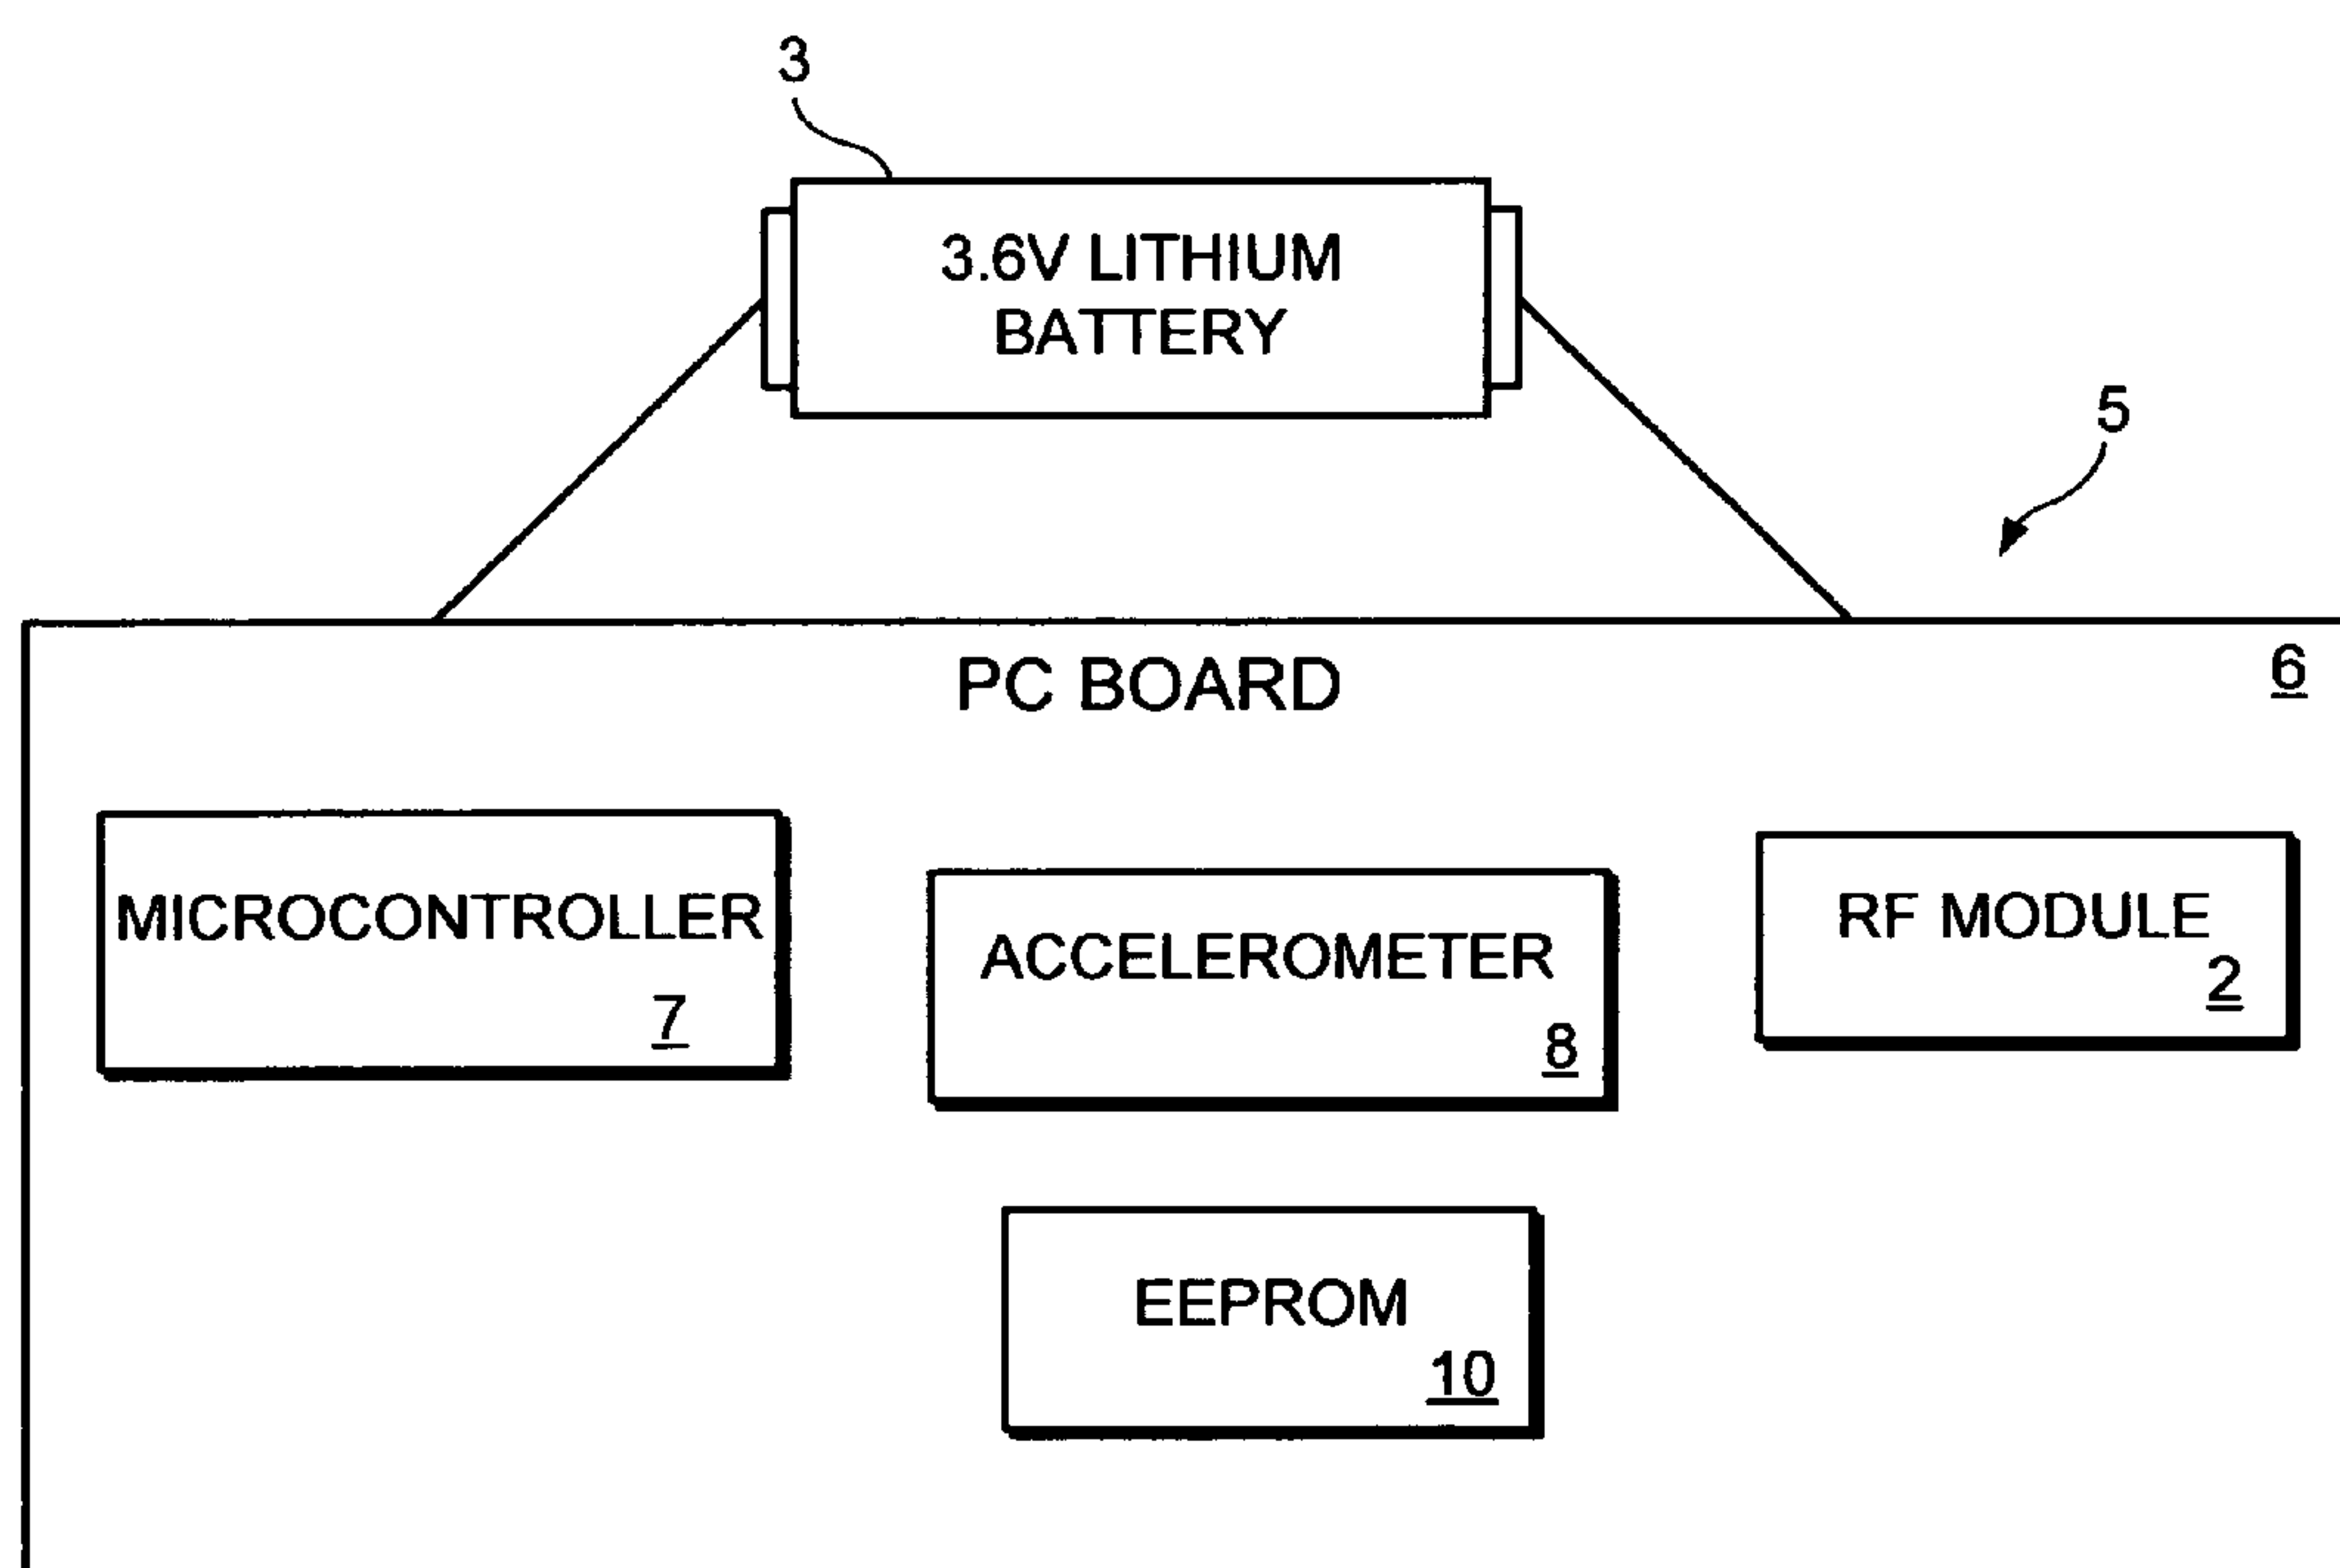 3
3.6V LITHIUM
BATTERY
5
PC BOARD
6
MICROCONTROLLER
7
ACCELEROMETER
8
RF MODULE
2
EEPROM
10